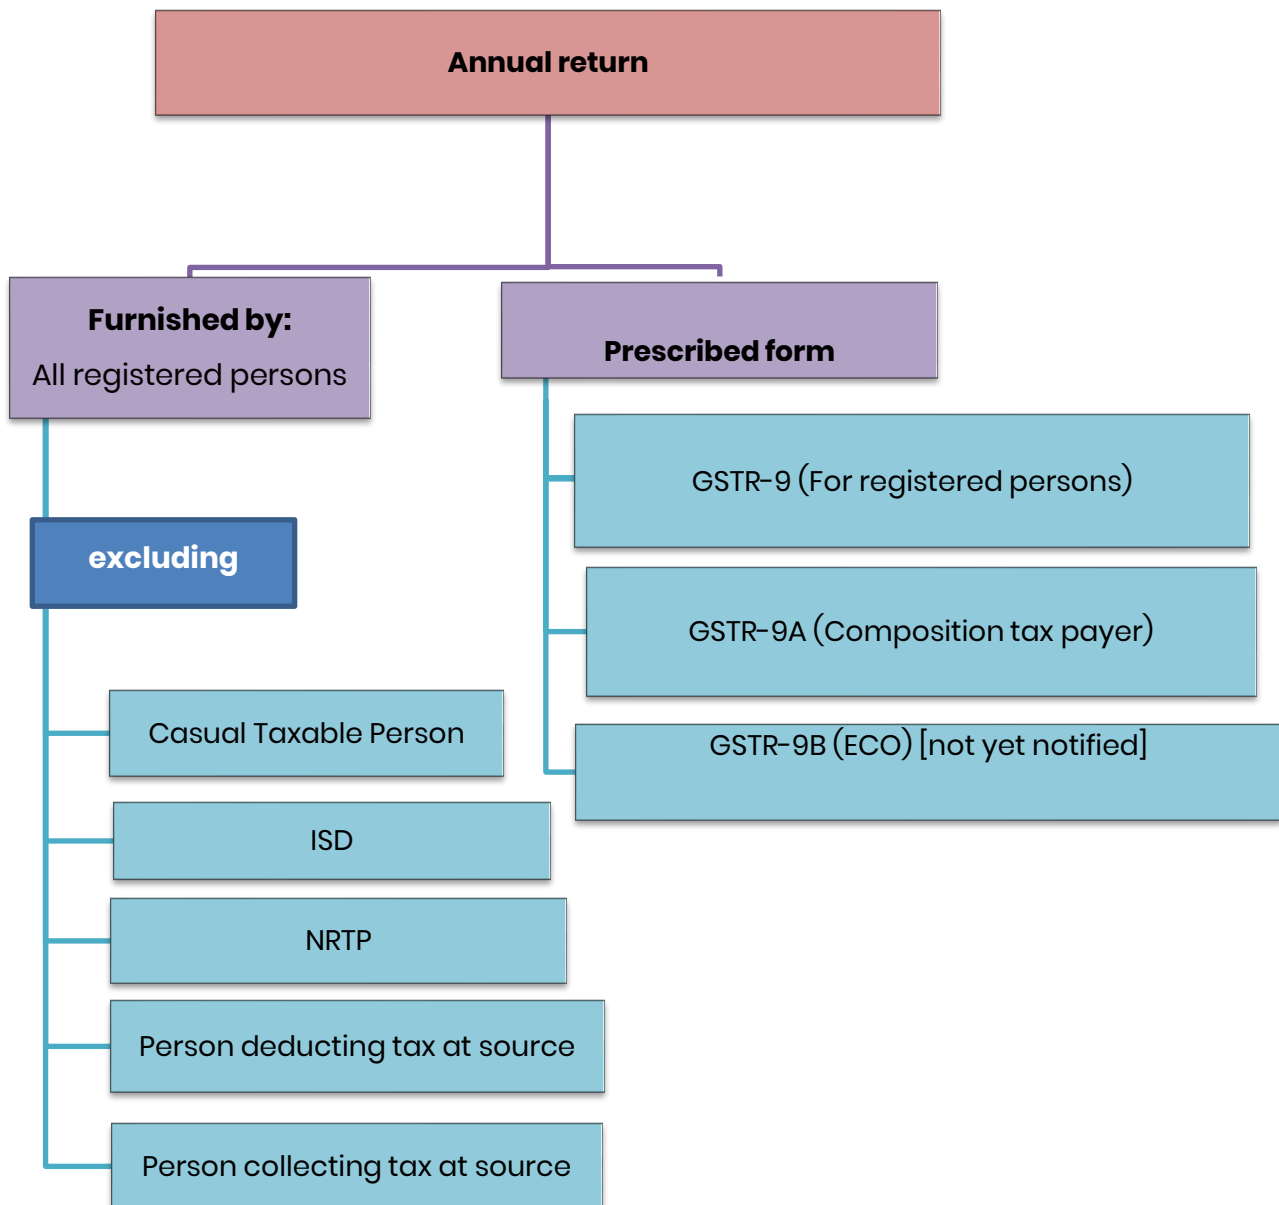 Annual return
Furnished by:
All registered persons
excluding
Casual Taxable Person
ISD
NRTP
Person deducting tax at source
Person collecting tax at source
Prescribed form
GSTR-9 (For registered persons)
GSTR-9A (Composition tax payer)
GSTR-9B (ECO) [not yet notified]